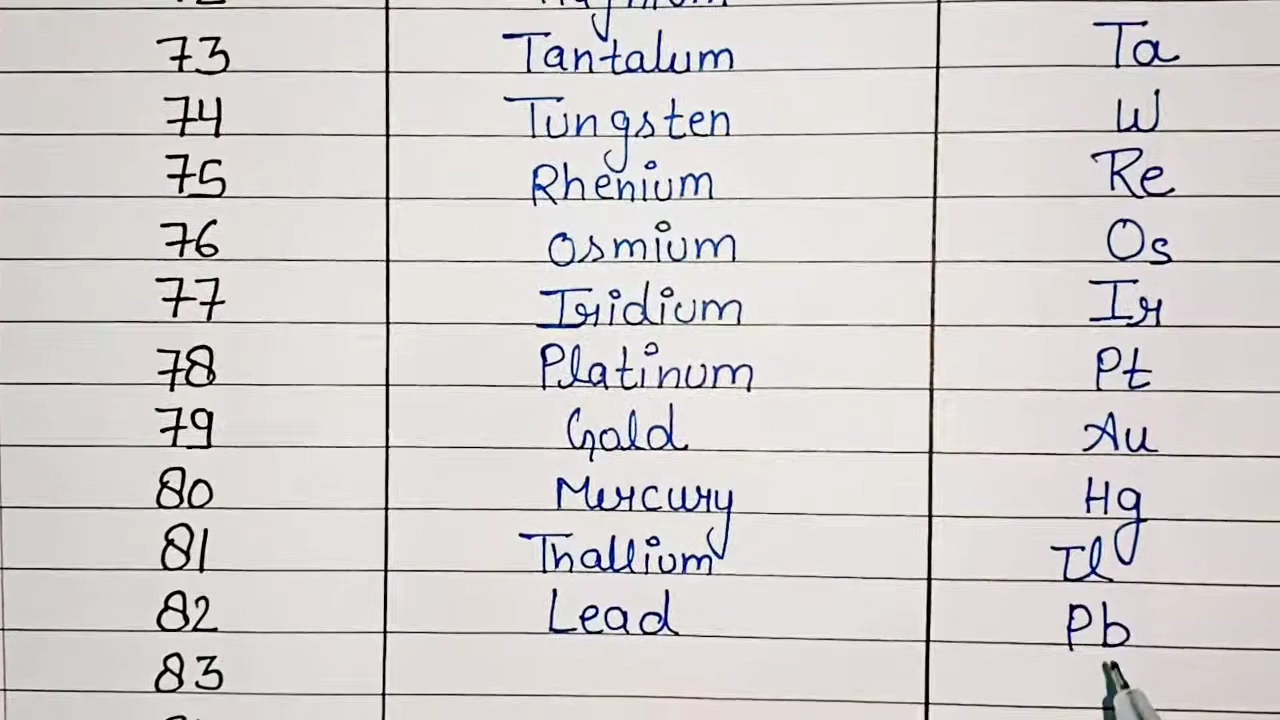 73 Tantalum Ta
74 Tungsten W
75 Rhenium Re
76 Osmium Os
77 Iridium Ir
78 Platinum Pt
79 Gold Au
80 Mercury Hg
81 Thallium Tl
82 Lead Pb
83